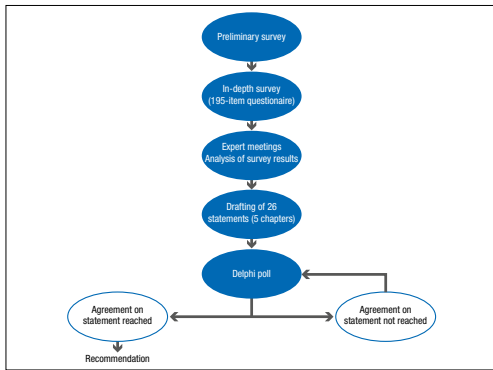 Preliminary survey
In-depth survey
(195-item questionaire)
Expert meetings
Analysis of survey results
Drafting of 26
statements (5 chapters)
Delphi poll
Agreement on
statement reached
Agreement on
statement not reached
Recommendation